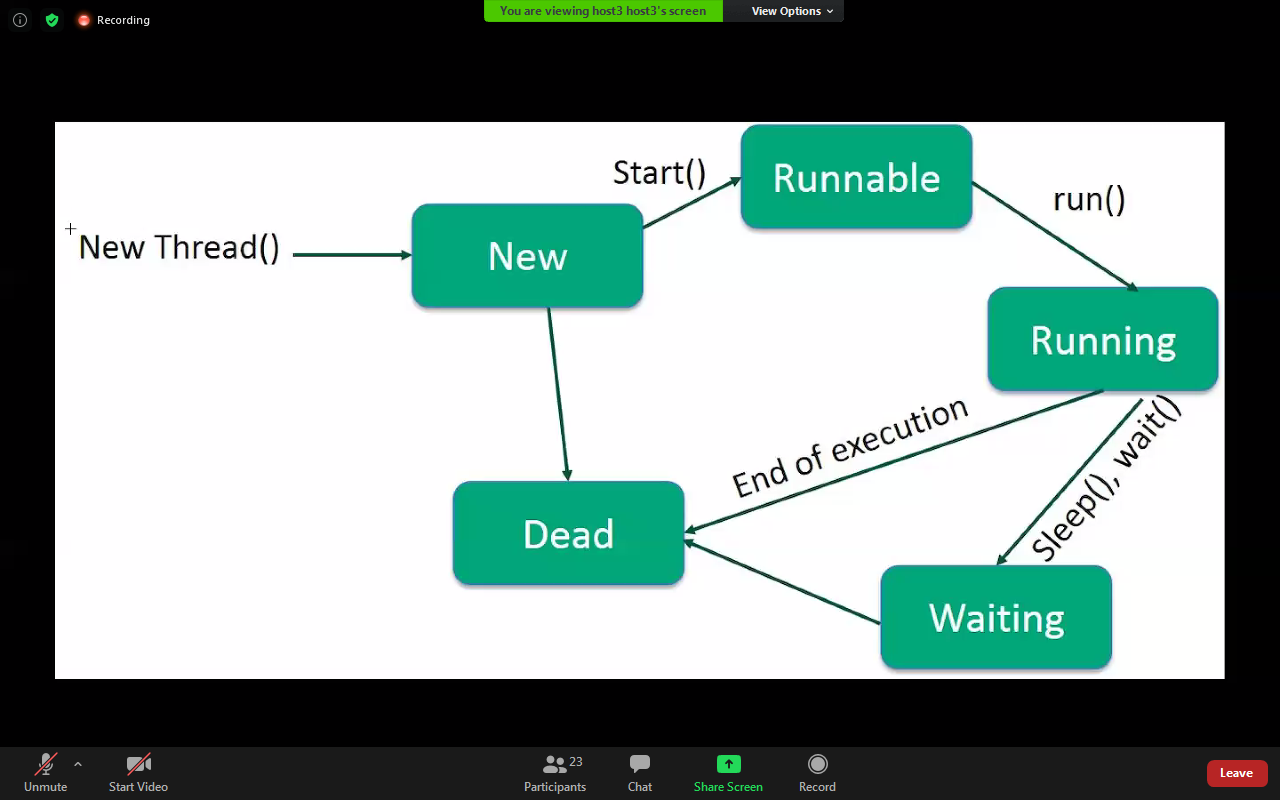 Recording
You are viewing host3 host3's screen
View Options
Start()
Runnable
run()
New Thread()
New
Running
End of execution
Sleep(), wait()
Dead
Waiting
Unmute
Start Video
Participants
23
Chat
Share Screen
Record
Leave